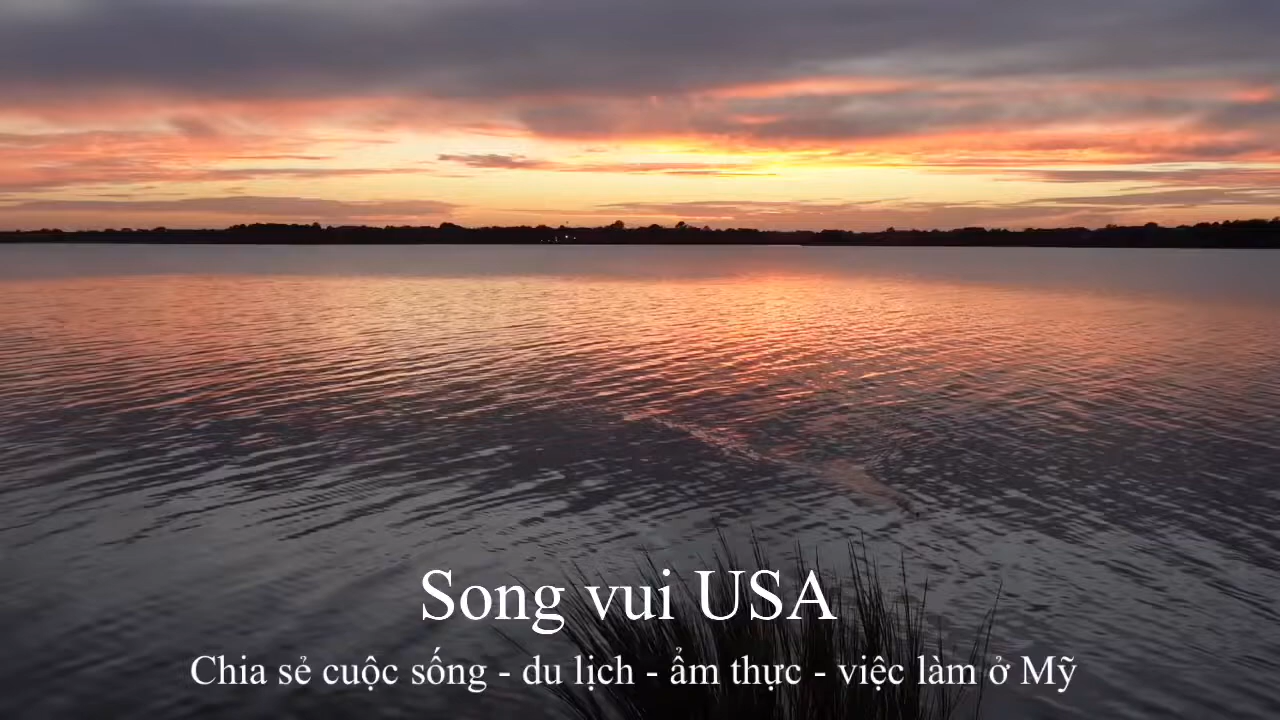 Song vui USA
Chia sẻ cuộc sống - du lịch - ẩm thực - việc làm ở Mỹ